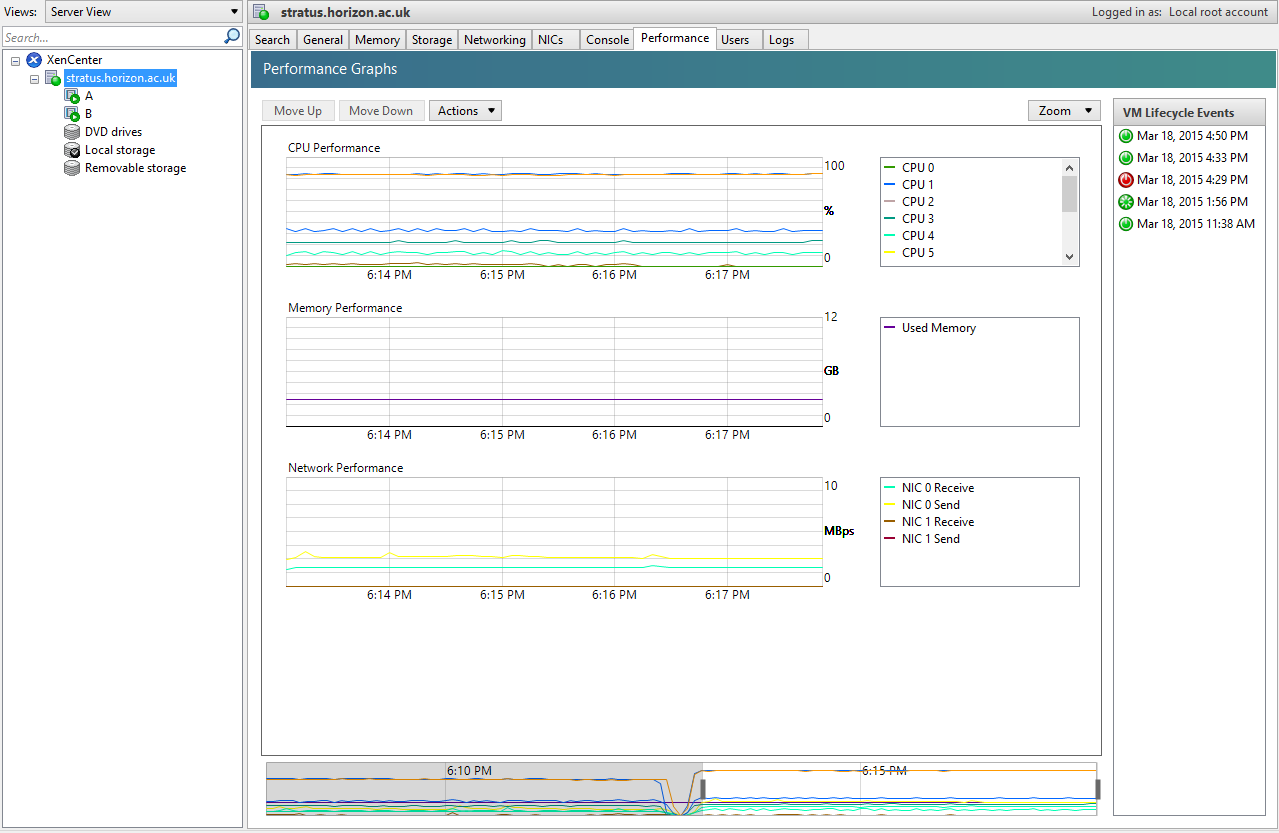 Views: Server View
Search...
XenCenter
stratus.horizon.ac.uk
A
B
DVD drives
Local storage
Removable storage
stratus.horizon.ac.uk
Logged in as: Local root account
Search General Memory Storage Networking NICs Console Performance Users Logs
Performance Graphs
Move Up Move Down Actions Zoom
CPU Performance
100
%
0
6:14 PM 6:15 PM 6:16 PM 6:17 PM
CPU 0
CPU 1
CPU 2
CPU 3
CPU 4
CPU 5
Memory Performance
12
GB
0
6:14 PM 6:15 PM 6:16 PM 6:17 PM
Used Memory
Network Performance
10
MBps
0
6:14 PM 6:15 PM 6:16 PM 6:17 PM
NIC 0 Receive
NIC 0 Send
NIC 1 Receive
NIC 1 Send
6:10 PM 6:15 PM
VM Lifecycle Events
Mar 18, 2015 4:50 PM
Mar 18, 2015 4:33 PM
Mar 18, 2015 4:29 PM
Mar 18, 2015 1:56 PM
Mar 18, 2015 11:38 AM